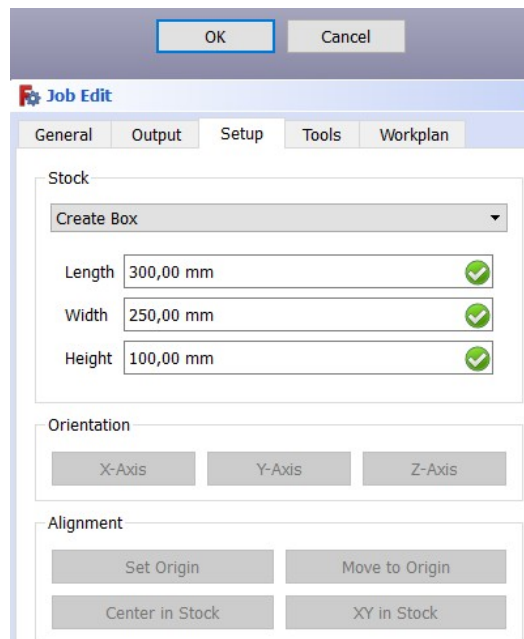 OK Cancel
Job Edit
General Output Setup Tools Workplan
Stock
Create Box
Length 300,00 mm
Width 250,00 mm
Height 100,00 mm
Orientation
X-Axis Y-Axis Z-Axis
Alignment
Set Origin Move to Origin
Center in Stock XY in Stock